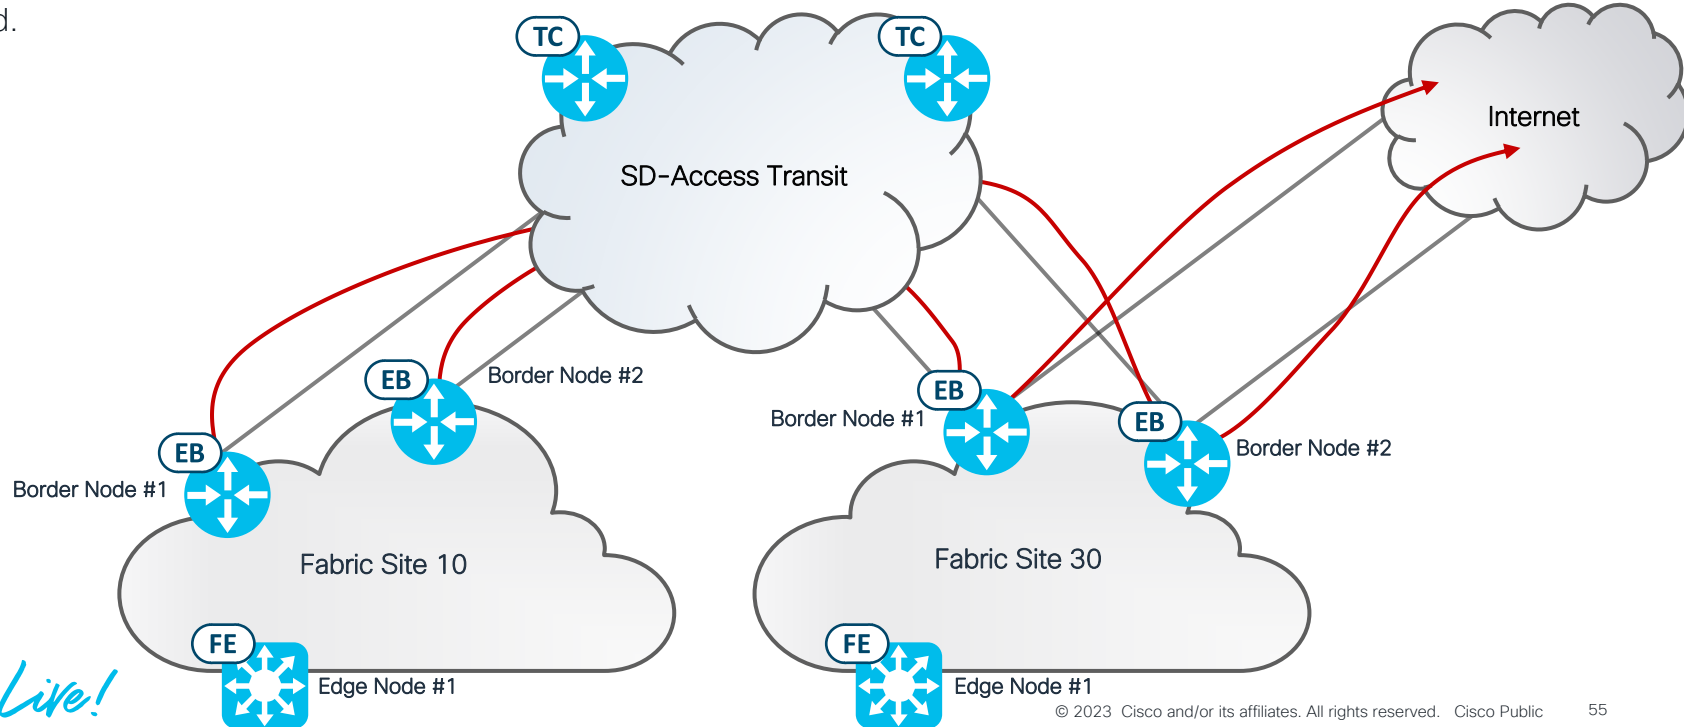 d.
TC
TC
Internet
SD-Access Transit
EB
Border Node #2
EB
Border Node #1
EB
Border Node #2
EB
Border Node #1
Fabric Site 10
Fabric Site 30
FE
Edge Node #1
FE
Edge Node #1
Live!
© 2023 Cisco and/or its affiliates. All rights reserved. Cisco Public
55